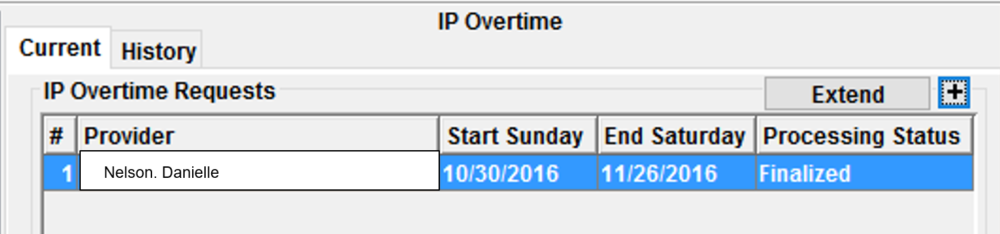 IP Overtime
Current History
IP Overtime Requests Extend +
# Provider Start Sunday End Saturday Processing Status
1 Nelson. Danielle 10/30/2016 11/26/2016 Finalized